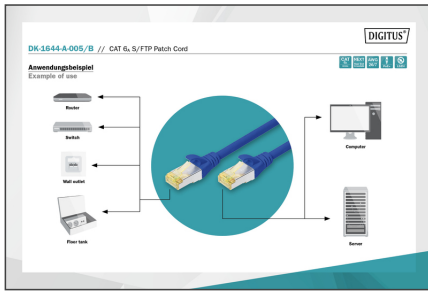 DIGITUS®
DK-1644-A-005/B // CAT 6A S/FTP Patch Cord
Anwendungsbeispiel
Example of use
Router
Switch
Wall outlet
Floor tank
Computer
Server